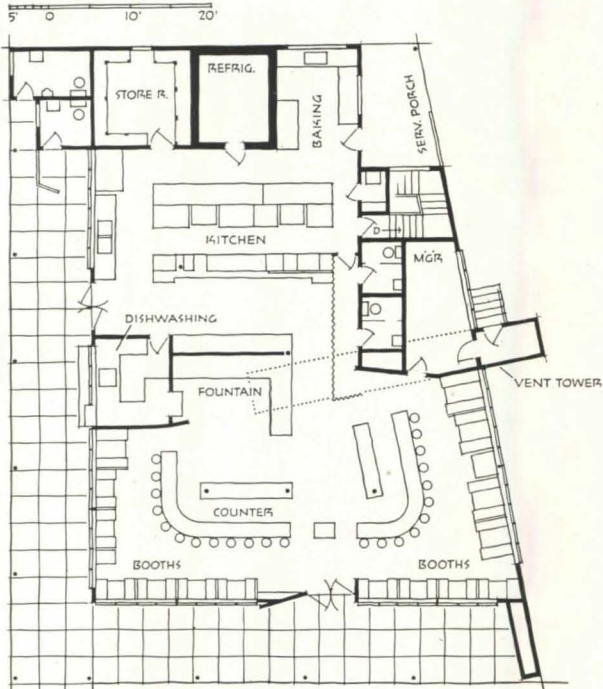 5' 0 10' 20'
REFRIG.
STORE R.
BAKING
SERV. PORCH
KITCHEN
D
MGR
DISHWASHING
VENT TOWER
FOUNTAIN
COUNTER
BOOTHS
BOOTHS